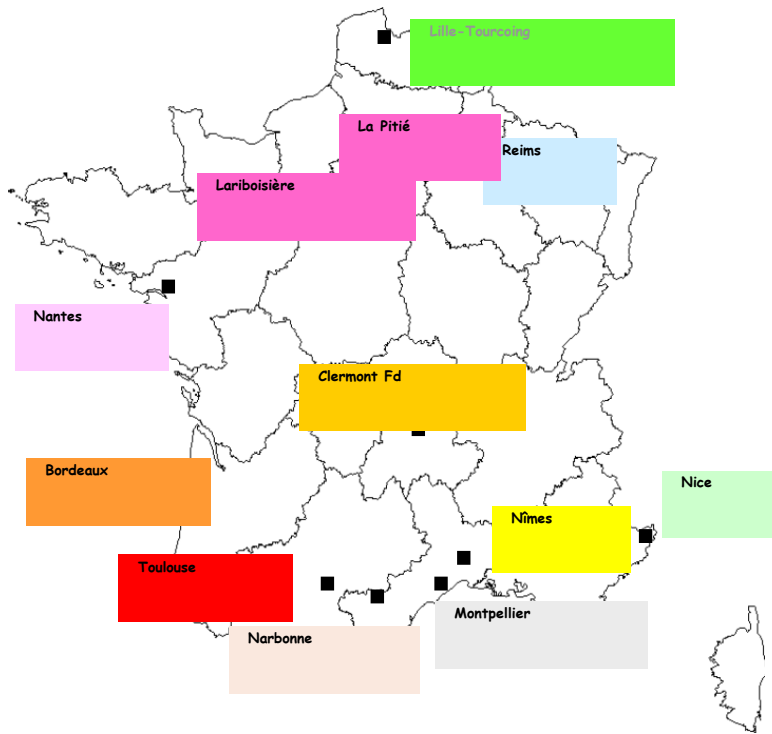 Lille-Tourcoing
La Pitié
Reims
Lariboisière
Nantes
Clermont Fd
Bordeaux
Nice
Nîmes
Toulouse
Montpellier
Narbonne